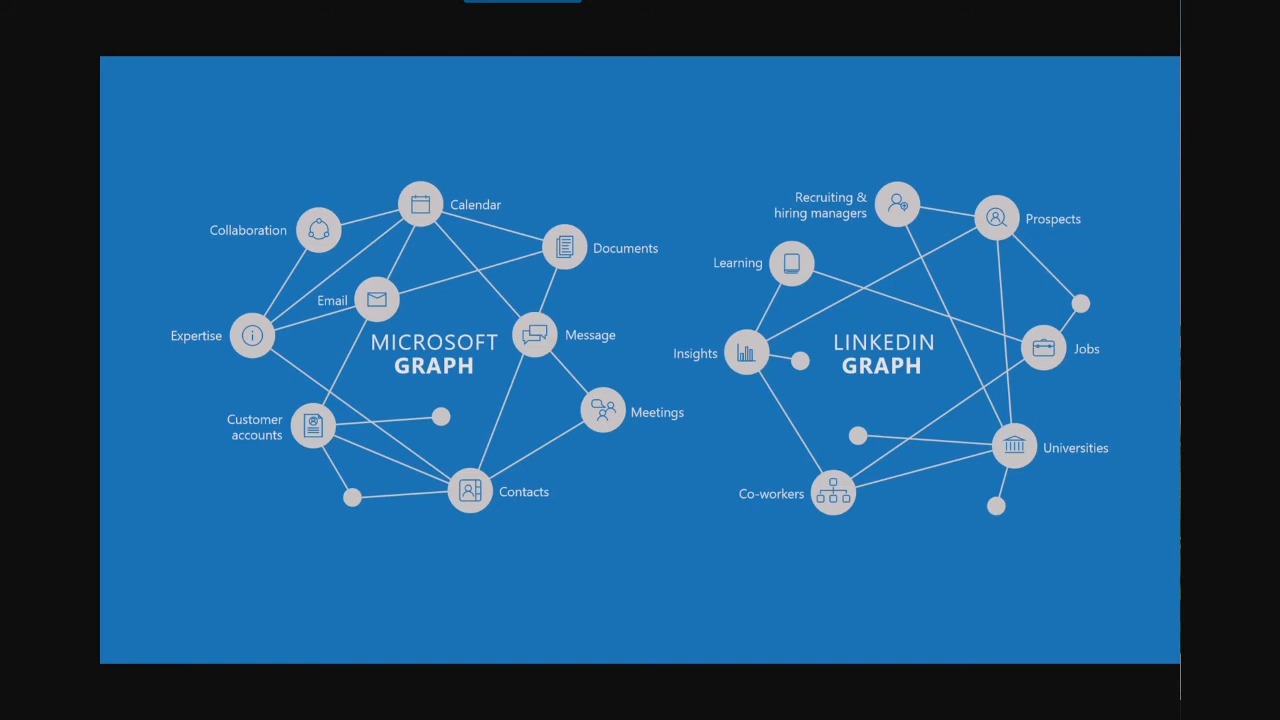 Calendar
Collaboration
Documents
Email
Expertise
Message
MICROSOFT
GRAPH
Customer
accounts
Meetings
Contacts
Recruiting &
hiring managers
Prospects
Learning
Insights
LINKEDIN
GRAPH
Jobs
Universities
Co-workers